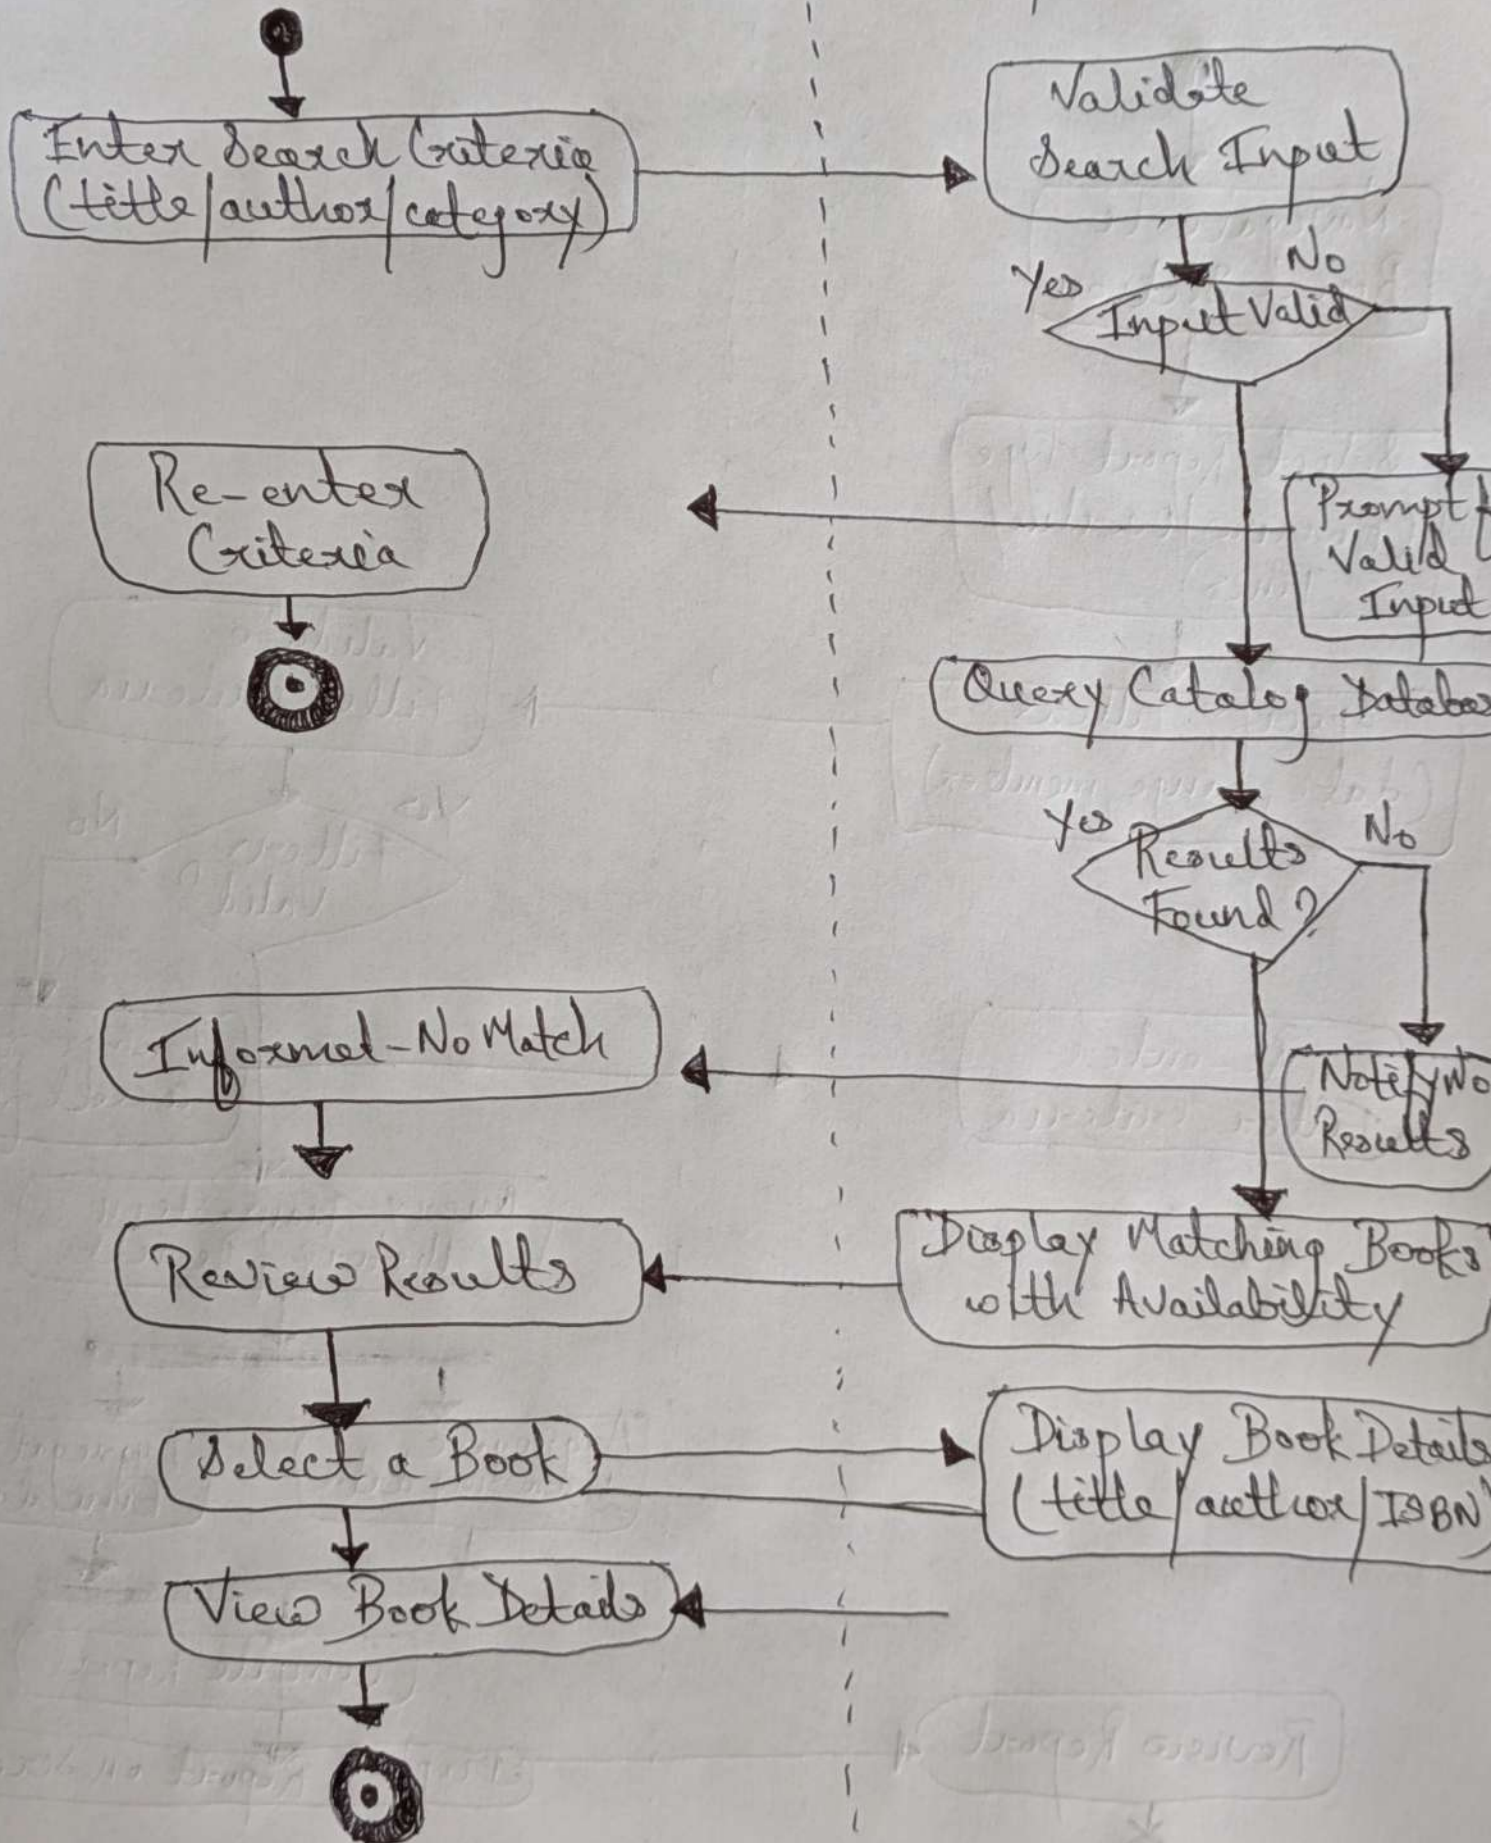 Enter Search Criteria
(title/author/category)
Validate
Search Input
Yes
No
Input Valid
Re-enter
Criteria
Prompt
Valid
Input
Query Catalog
Yes
No
Results
Found?
Informed-No Match
Notify No
Results
Review Results
Display Matching Books
with Availability
Select a Book
Display Book Details
(title/author/ISBN)
View Book Details